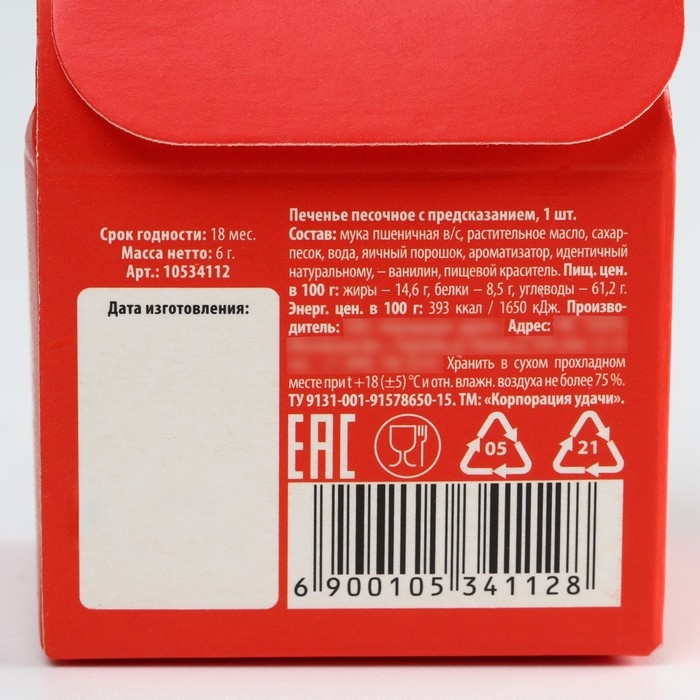 Срок годности: 18 мес.
Масса нетто: 6 г.
Арт.: 10534112
Дата изготовления:
Печенье песочное с предсказанием, 1 шт.
Состав: мука пшеничная в/с, растительное масло, сахар-
песок, вода, яичный порошок, ароматизатор, идентичный
натуральному, – ванилин, пищевой краситель. Пищ. цен.
в 100 г: жиры – 14,6 г, белки – 8,5 г, углеводы – 61,2 г.
Энерг. цен. в 100 г: 393 ккал / 1650 кДж. Произво-
дитель: Адрес:
Хранить в сухом прохладном
месте при t +18 (±5) °С и отн. влажн. воздуха не более 75 %.
ТУ 9131-001-91578650-15. ТМ: «Корпорация удачи».
EAC 05 21
6 900105 341128